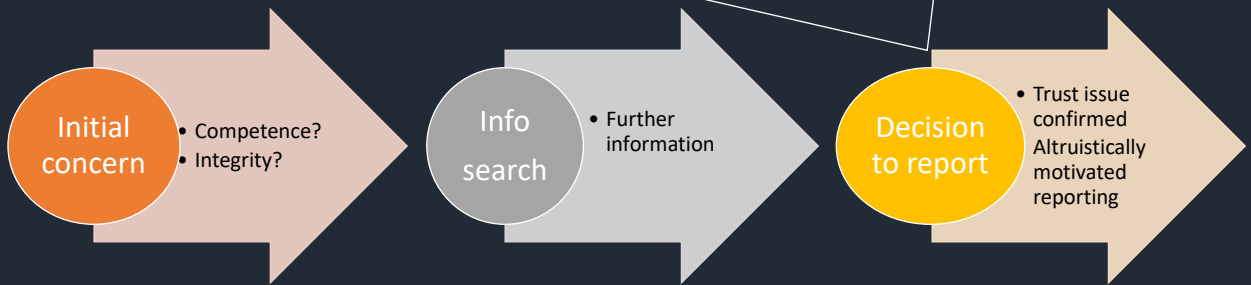 Initial
concern
• Competence?
• Integrity?
Info
search
• Further
information
Decision
to report
• Trust issue
confirmed
Altruistically
motivated
reporting